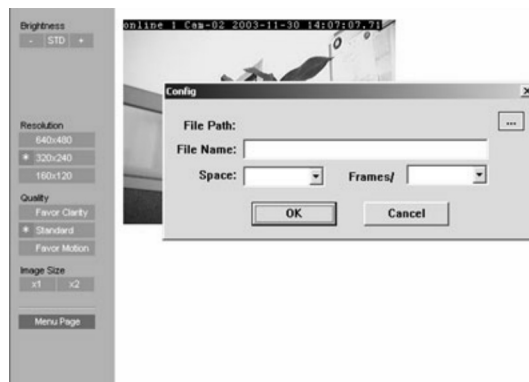 Brightness
- STD +
Resolution
640x480
* 320x240
160x120
Quality
Favor Clarity
* Standard
Favor Motion
Image Size
x1 x2
Menu Page
online 1 Cam-02 2003-11-30 14:07:07.71
Config x
File Path: ...
File Name:
Space: Frames/
OK Cancel